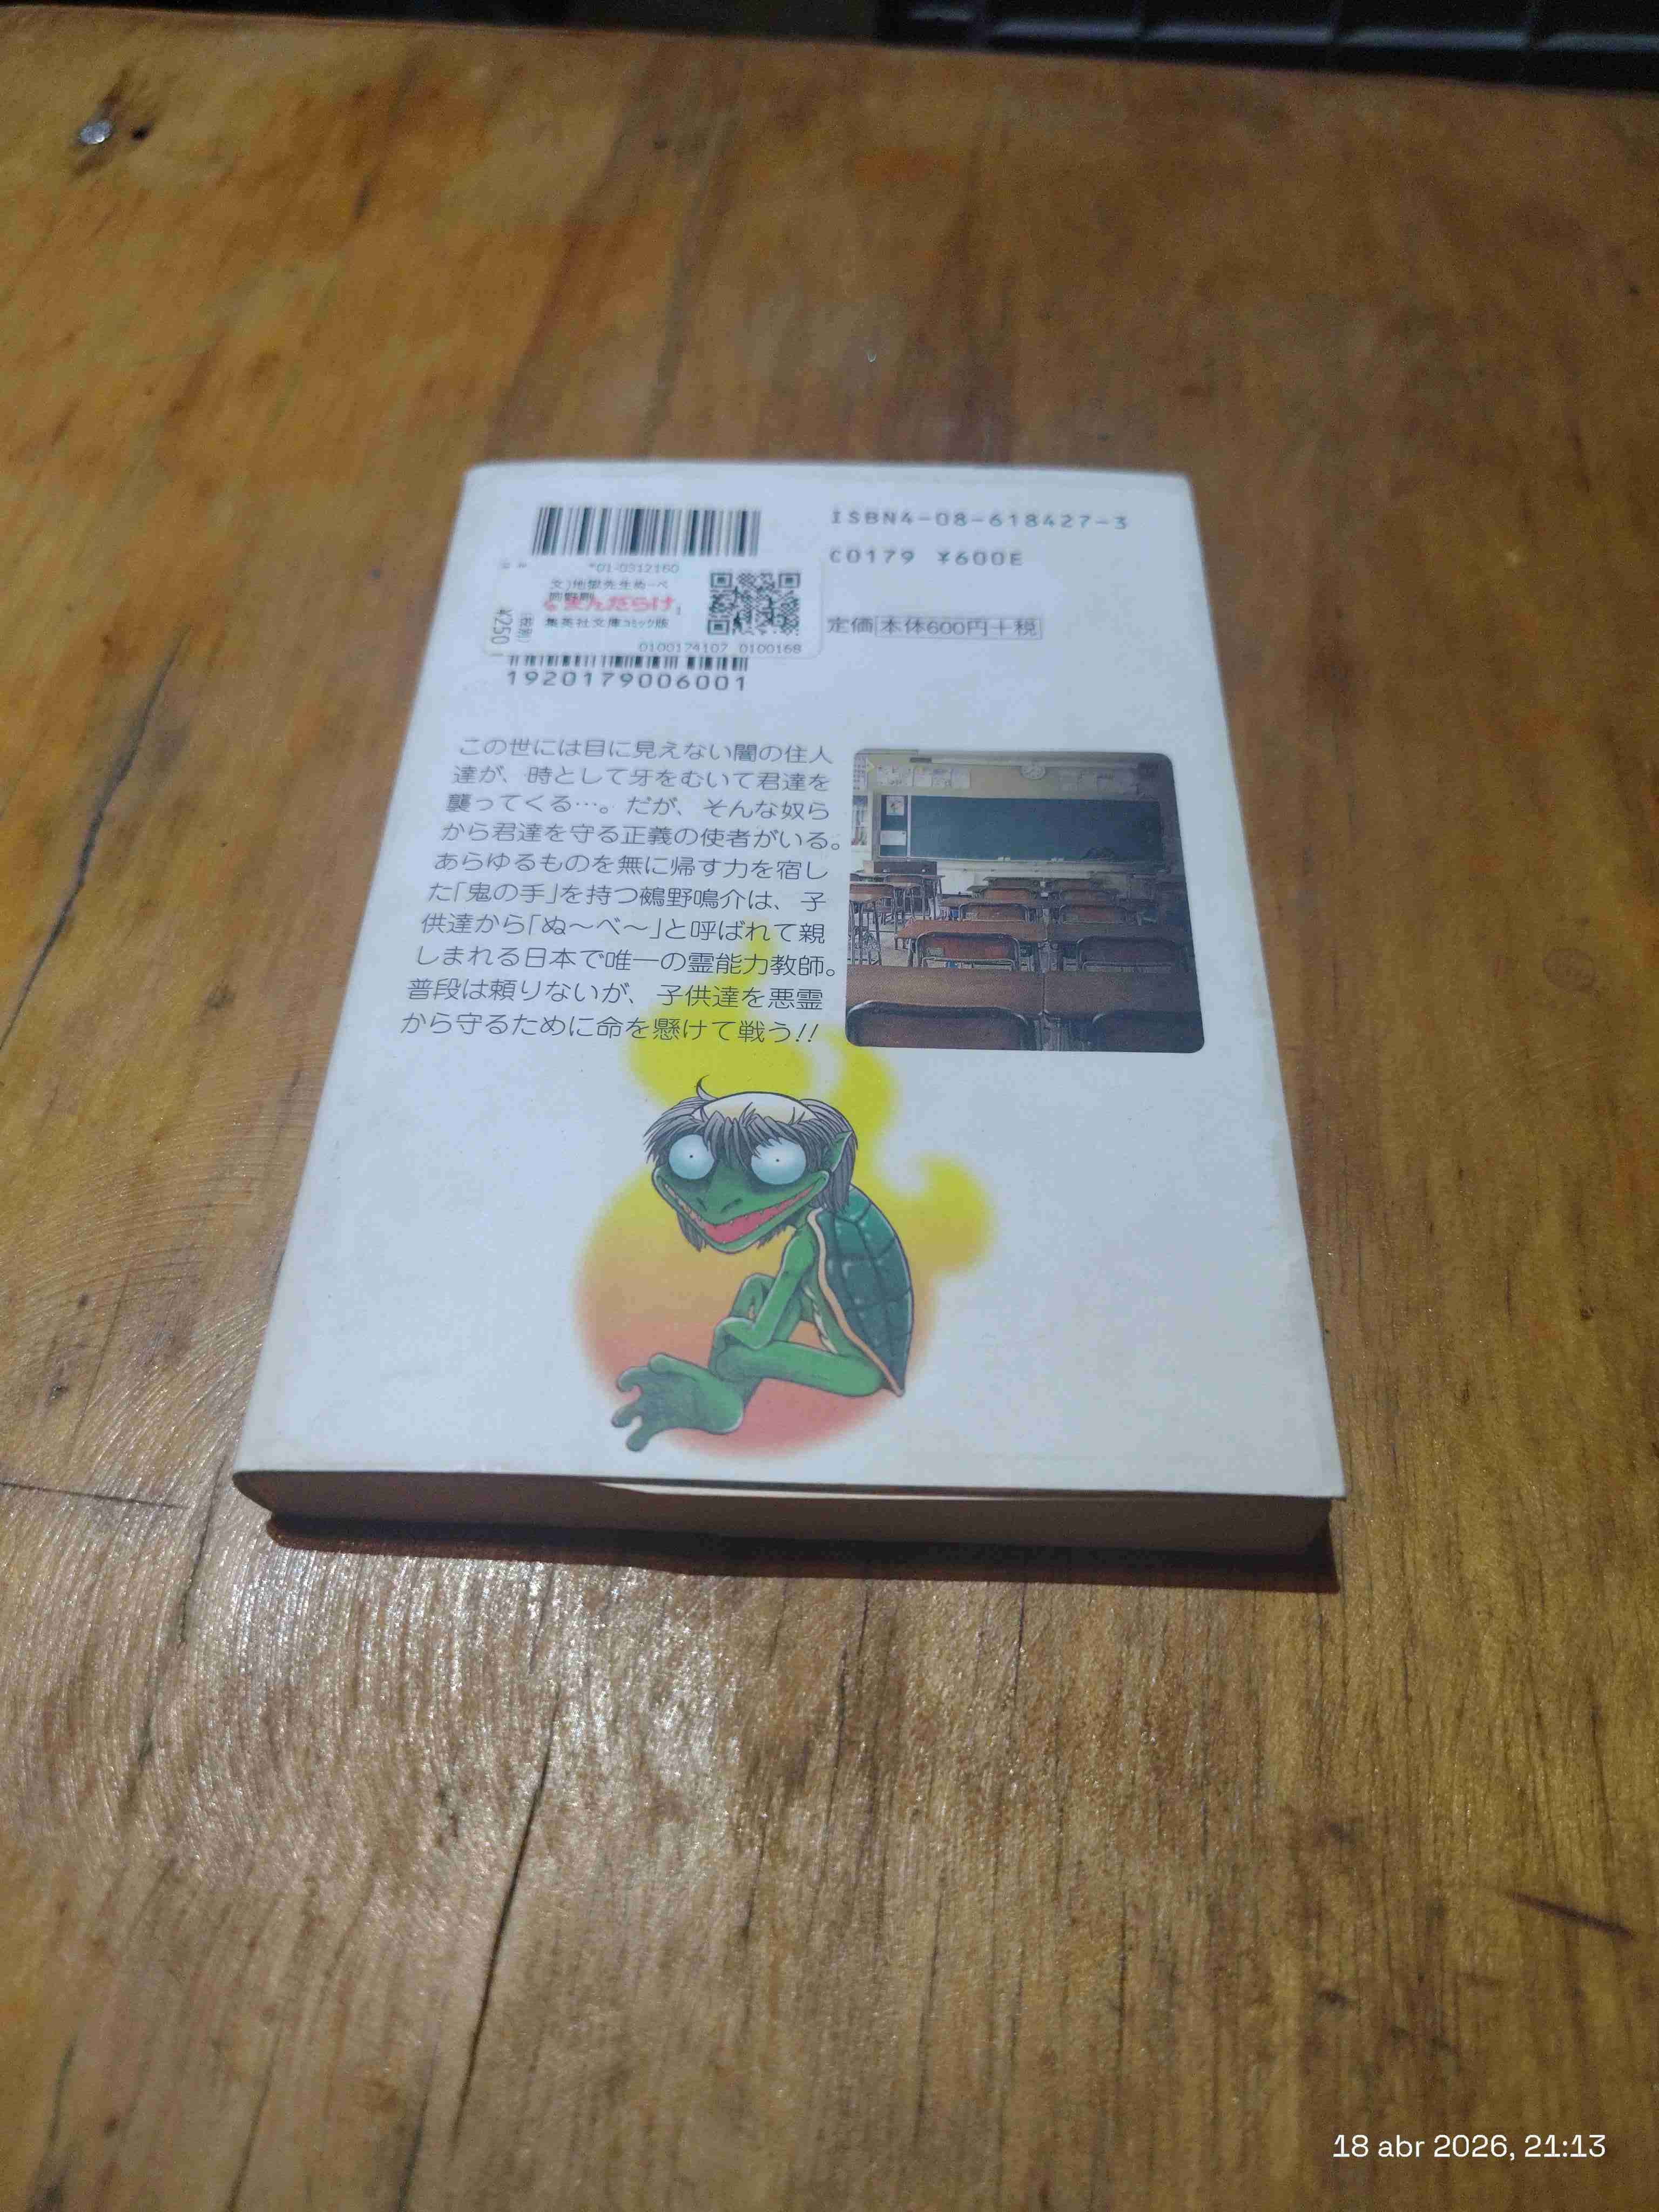 ISBN4-08-618427-3
C0179 ¥600E
*01-0312160
文)地獄先生ぬーべ
まんだらけ
集英社文庫コミック版
¥250
(税別)
0100174107 0100168
定価 本体600円+税
1920179006001
この世には目に見えない闇の住人
達が、時として牙をむいて君達を
襲ってくる…。だが、そんな奴ら
から君達を守る正義の使者がいる。
あらゆるものを無に帰す力を宿し
た「鬼の手」を持つ鵺野鳴介は、子
供達から「ぬ〜べ〜」と呼ばれて親
しまれる日本で唯一の霊能力教師。
普段は頼りないが、子供達を悪霊
から守るために命を懸けて戦う!!
18 abr 2026, 21:13